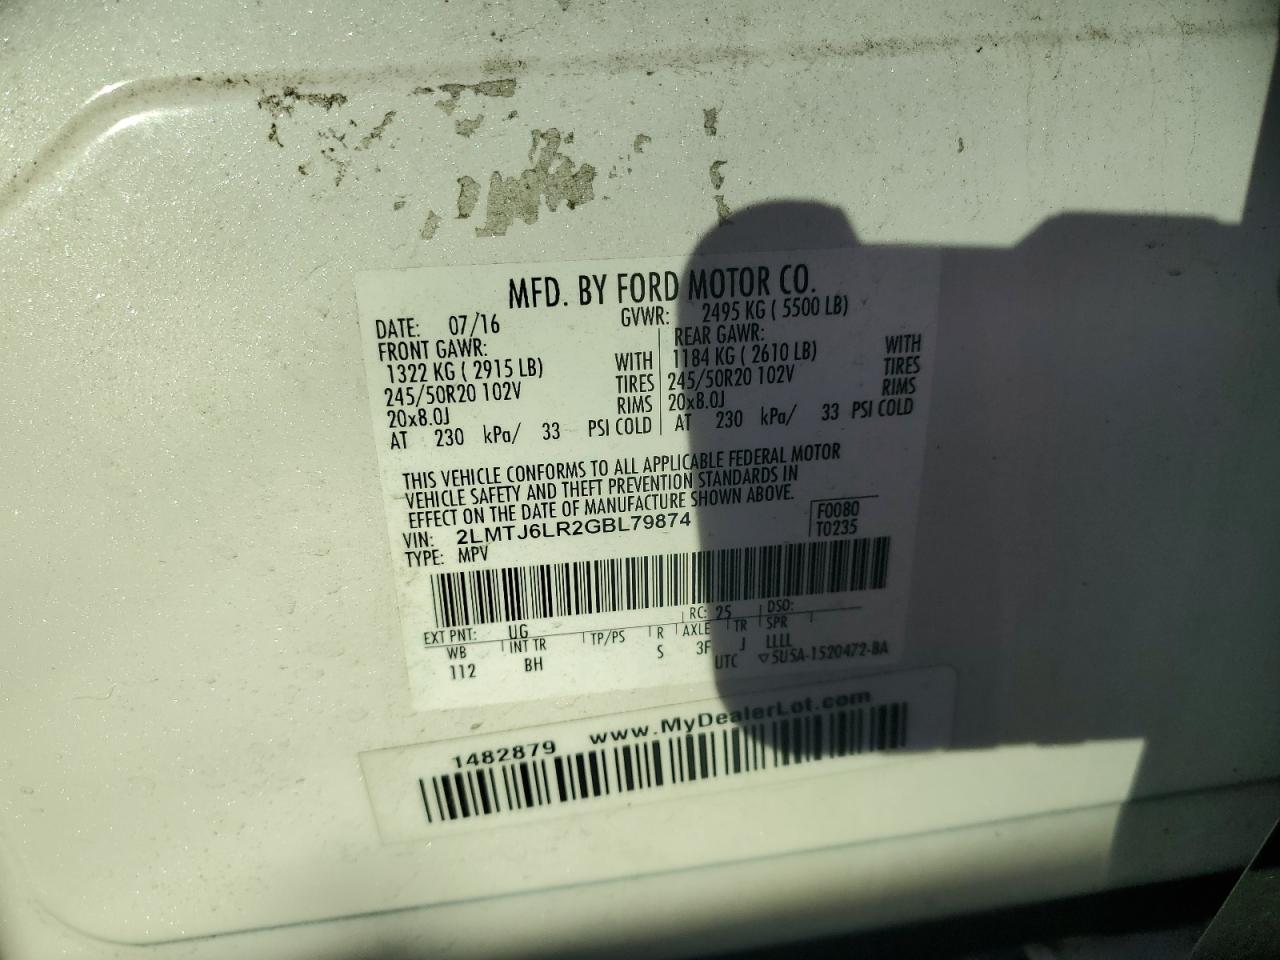 MFD. BY FORD MOTOR CO.
DATE: 07/16 GVWR: 2495 KG ( 5500 LB)
FRONT GAWR: REAR GAWR:
1322 KG ( 2915 LB) WITH 1184 KG ( 2610 LB) WITH
245/50R20 102V TIRES 245/50R20 102V TIRES
20x8.0J RIMS 20x8.0J RIMS
AT 230 kPa/ 33 PSI COLD AT 230 kPa/ 33 PSI COLD
THIS VEHICLE CONFORMS TO ALL APPLICABLE FEDERAL MOTOR
VEHICLE SAFETY AND THEFT PREVENTION STANDARDS IN
EFFECT ON THE DATE OF MANUFACTURE SHOWN ABOVE.
VIN: 2LMTJ6LR2GBL79874 F0080
TYPE: MPV T0235
EXT PNT: UG RC: 25 DSO:
WB INT TR TP/PS R AXLE TR SPR
112 BH S 3F J LLLL
UTC ▽5USA-1520472-BA
1482879 www.MyDealerLot.com